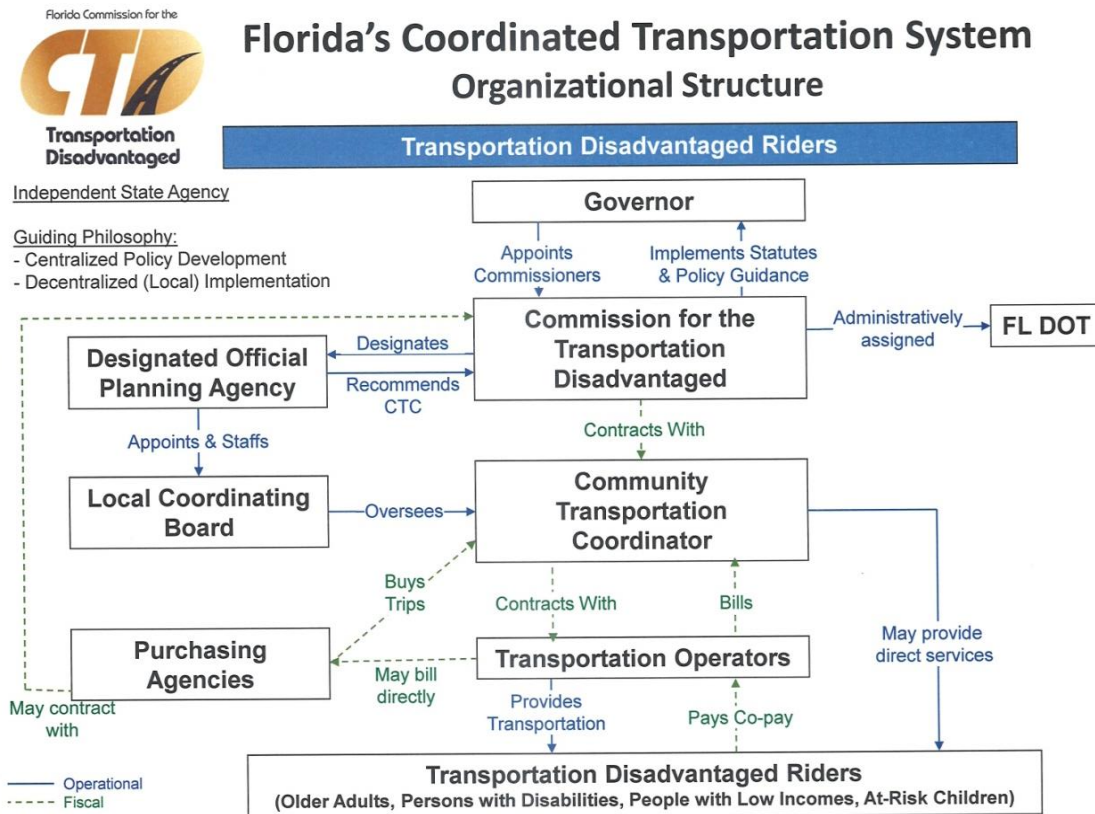 Florida Commission for the
CTD
Transportation
Disadvantaged
Florida's Coordinated Transportation System
Organizational Structure
Transportation Disadvantaged Riders
Independent State Agency
Guiding Philosophy:
- Centralized Policy Development
- Decentralized (Local) Implementation
Governor
Appoints
Commissioners
Implements Statutes
& Policy Guidance
Commission for the
Transportation
Disadvantaged
Administratively
assigned
FL DOT
Designated Official
Planning Agency
Designates
Recommends
CTC
Appoints & Staffs
Contracts With
Local Coordinating
Board
Oversees
Community
Transportation
Coordinator
Buys
Trips
Contracts With
Bills
May provide
direct services
Purchasing
Agencies
May bill
directly
Transportation Operators
May contract
with
Provides
Transportation
Pays Co-pay
Transportation Disadvantaged Riders
(Older Adults, Persons with Disabilities, People with Low Incomes, At-Risk Children)
Operational
Fiscal